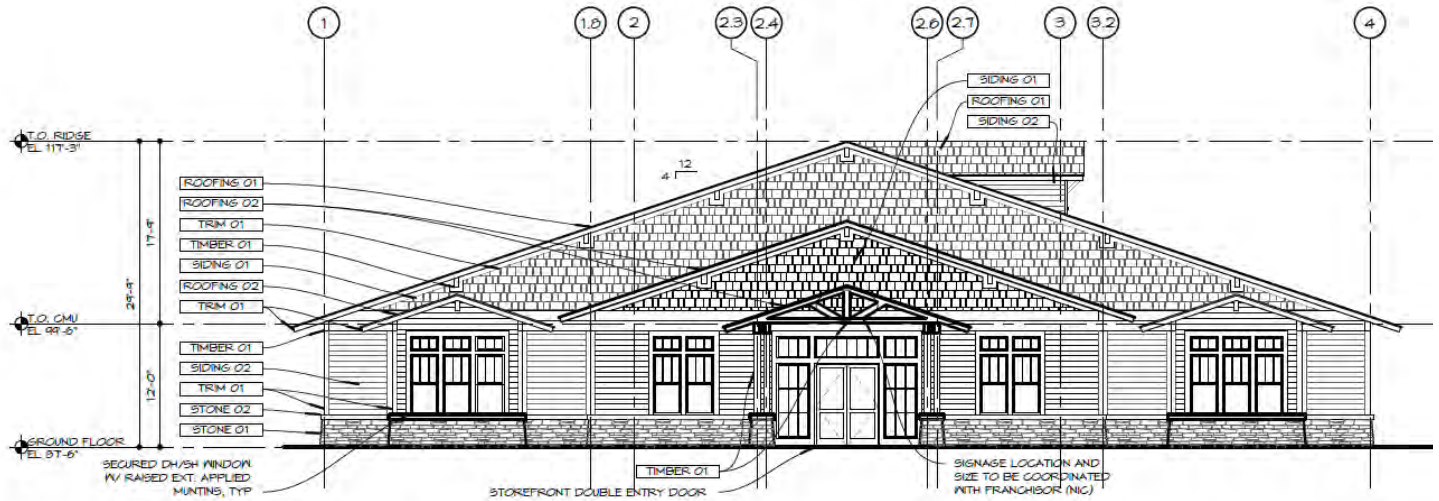 1
1.8
2
2.3
2.4
2.6
2.7
3
3.2
4
SIDING 01
ROOFING 01
SIDING 02
T.O. RIDGE
EL 117'-3"
12
4
ROOFING 01
ROOFING 02
TRIM 01
TIMBER 01
SIDING 01
ROOFING 02
TRIM 01
17'-9"
29'-9"
T.O. CMU
EL 99'-6"
TIMBER 01
SIDING 02
TRIM 01
STONE 02
STONE 01
12'-0"
GROUND FLOOR
EL 87'-6"
SECURED DH/SH WINDOW
W/ RAISED EXT. APPLIED
MUNTINS, TYP
STOREFRONT DOUBLE ENTRY DOOR
TIMBER 01
SIGNAGE LOCATION AND
SIZE TO BE COORDINATED
WITH FRANCHISOR (NIC)